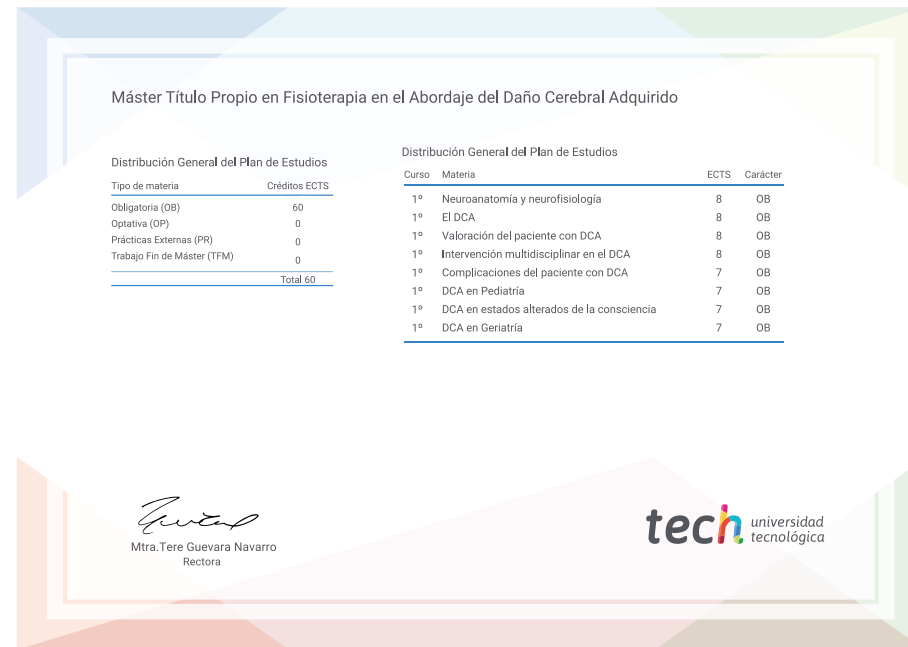 Máster Título Propio en Fisioterapia en el Abordaje del Daño Cerebral Adquirido
Distribución General del Plan de Estudios
Tipo de materia Créditos ECTS
Obligatoria (OB) 60
Optativa (OP) 0
Prácticas Externas (PR) 0
Trabajo Fin de Máster (TFM) 0
Total 60
Distribución General del Plan de Estudios
Curso Materia ECTS Carácter
1º Neuroanatomía y neurofisiología 8 OB
1º El DCA 8 OB
1º Valoración del paciente con DCA 8 OB
1º Intervención multidisciplinar en el DCA 8 OB
1º Complicaciones del paciente con DCA 7 OB
1º DCA en Pediatría 7 OB
1º DCA en estados alterados de la consciencia 7 OB
1º DCA en Geriatría 7 OB
Mtra.Tere Guevara Navarro
Rectora
tech universidad
tecnológica